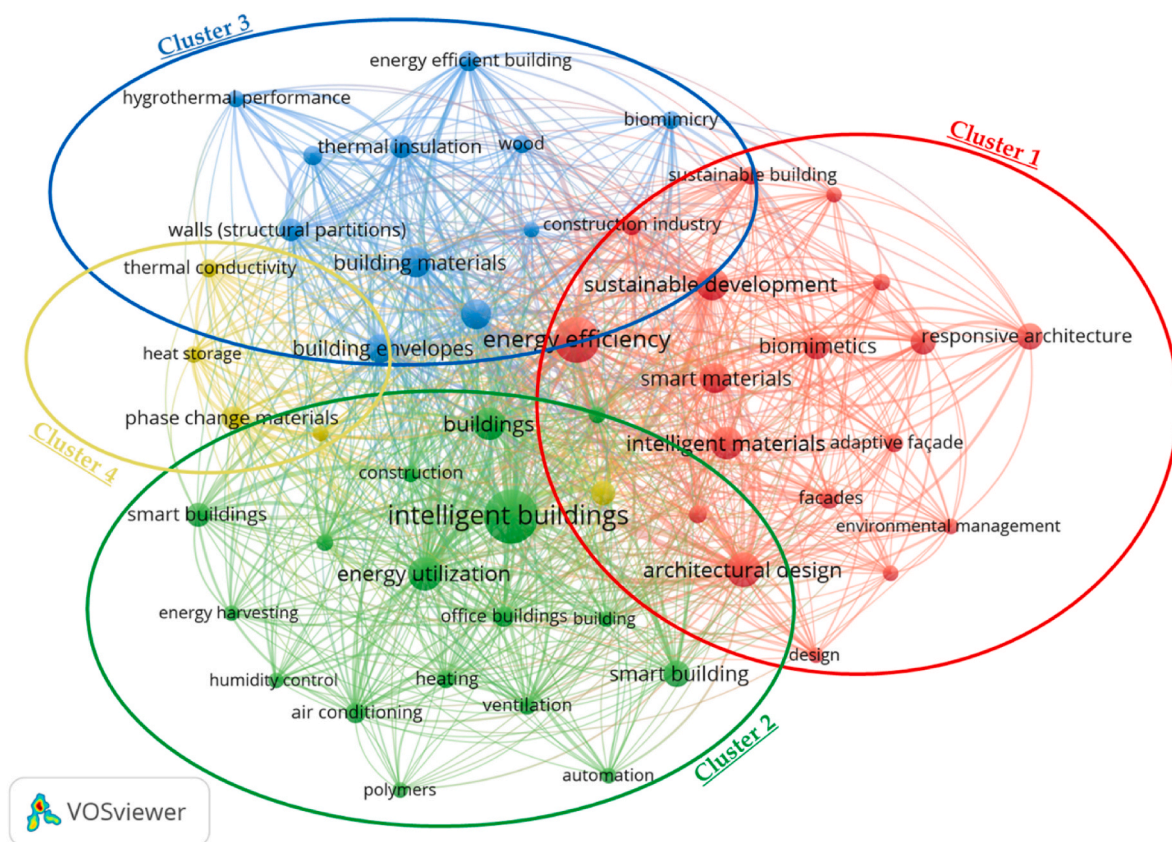 Cluster 3
energy efficient building
hygrothermal performance
biomimicry
Cluster 1
thermal insulation
wood
sustainable building
walls (structural partitions)
construction industry
thermal conductivity
building materials
sustainable development
energy efficiency
responsive architecture
heat storage
building envelopes
biomimetics
smart materials
phase change materials
buildings
intelligent materials
adaptive façade
Cluster 4
construction
smart buildings
intelligent buildings
facades
environmental management
energy utilization
architectural design
energy harvesting
office buildings
building
design
humidity control
heating
smart building
air conditioning
ventilation
Cluster 2
polymers
automation
VOSviewer